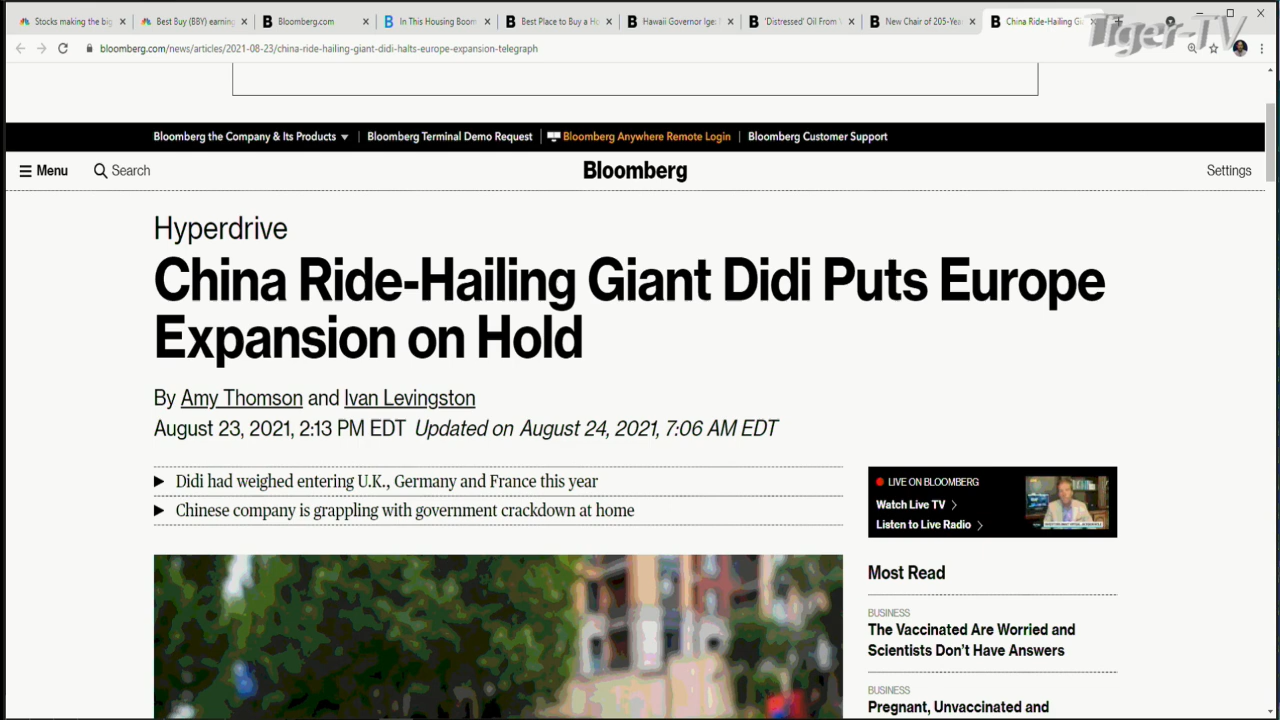 Stocks making the big
Best Buy (BBY) earning
Bloomberg.com
In This Housing Boom
Best Place to Buy a Ho
Hawaii Governor Ige
'Distressed' Oil From
New Chair of 205-Yea
China Ride-Hailing Gi
Tiger-TV
bloomberg.com/news/articles/2021-08-23/china-ride-hailing-giant-didi-halts-europe-expansion-telegraph
Bloomberg the Company & Its Products
Bloomberg Terminal Demo Request
Bloomberg Anywhere Remote Login
Bloomberg Customer Support
Menu
Search
Bloomberg
Settings
Hyperdrive
China Ride-Hailing Giant Didi Puts Europe
Expansion on Hold
By Amy Thomson and Ivan Levingston
August 23, 2021, 2:13 PM EDT Updated on August 24, 2021, 7:06 AM EDT
Didi had weighed entering U.K., Germany and France this year
Chinese company is grappling with government crackdown at home
LIVE ON BLOOMBERG
Watch Live TV
Listen to Live Radio
Most Read
BUSINESS
The Vaccinated Are Worried and
Scientists Don't Have Answers
BUSINESS
Pregnant, Unvaccinated and